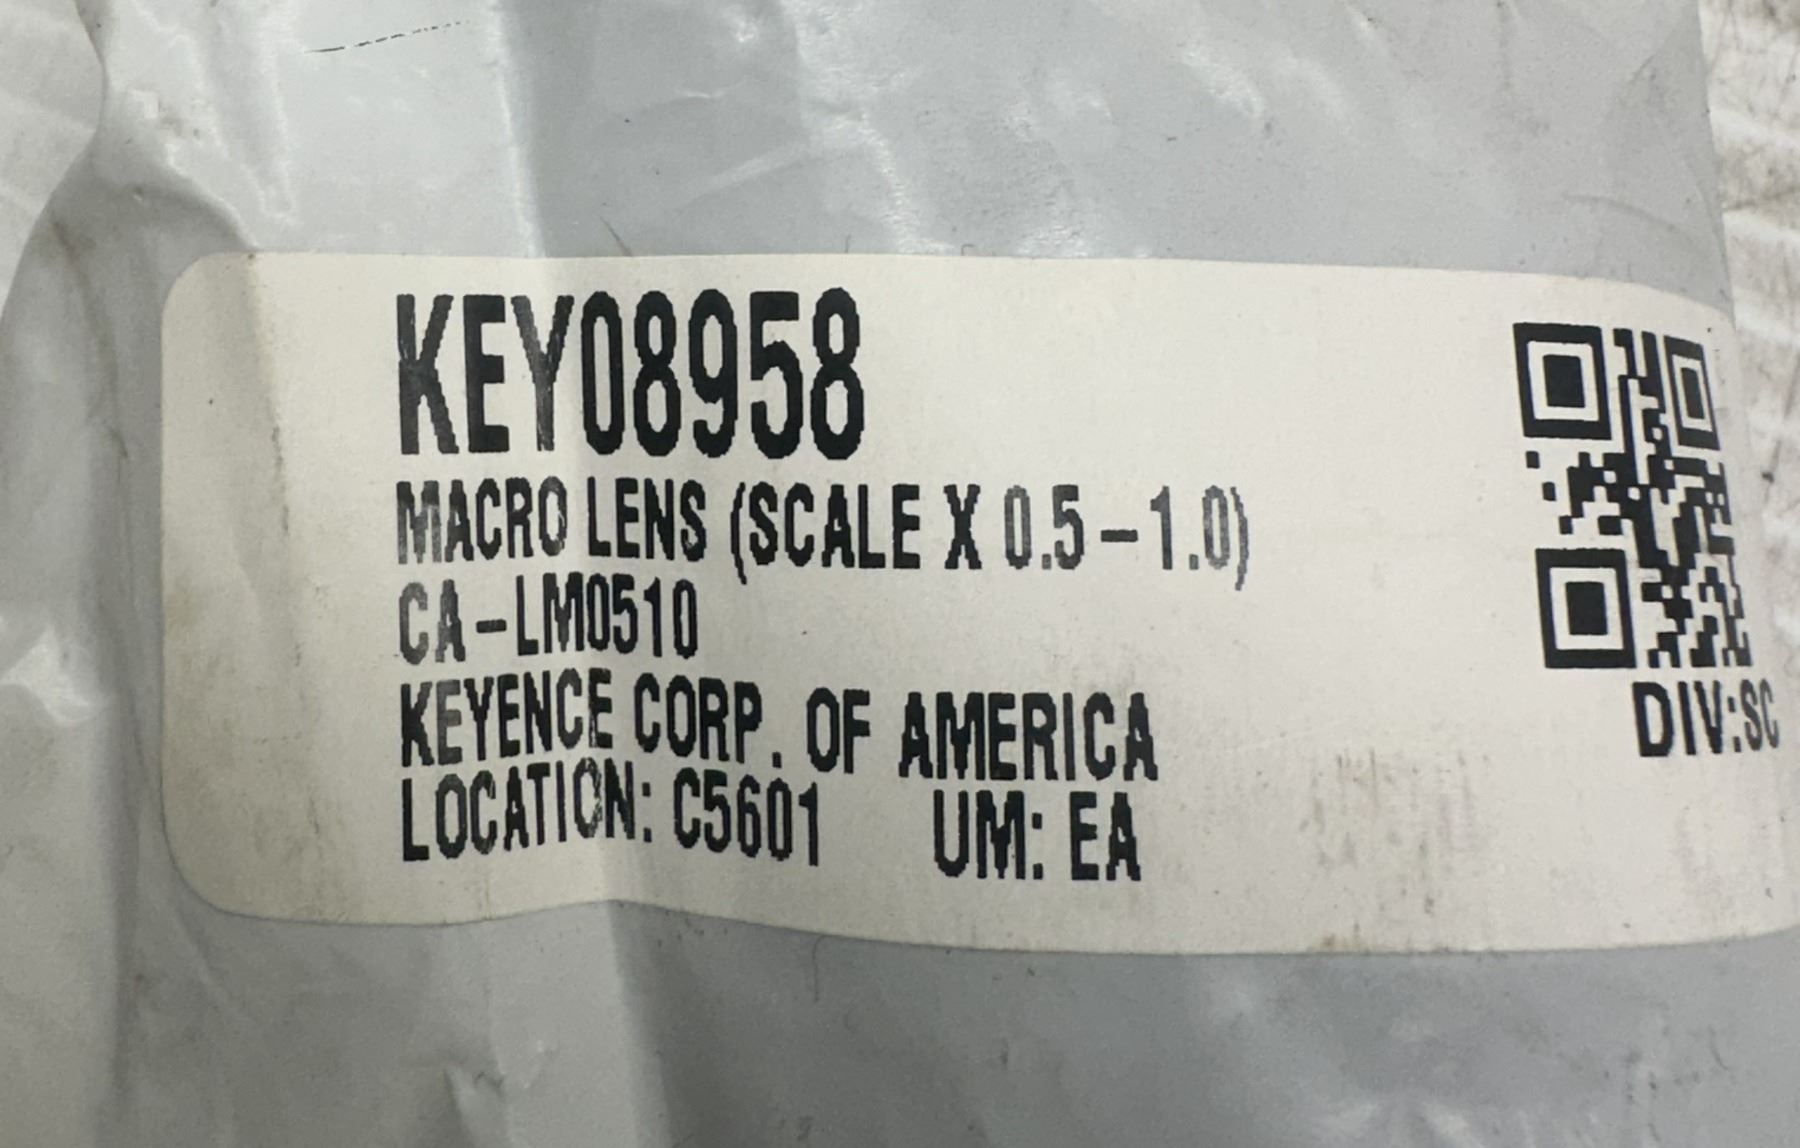 KEY08958
MACRO LENS (SCALE X 0.5-1.0)
CA-LM0510
KEYENCE CORP. OF AMERICA
LOCATION: C5601 UM: EA
DIV:SC